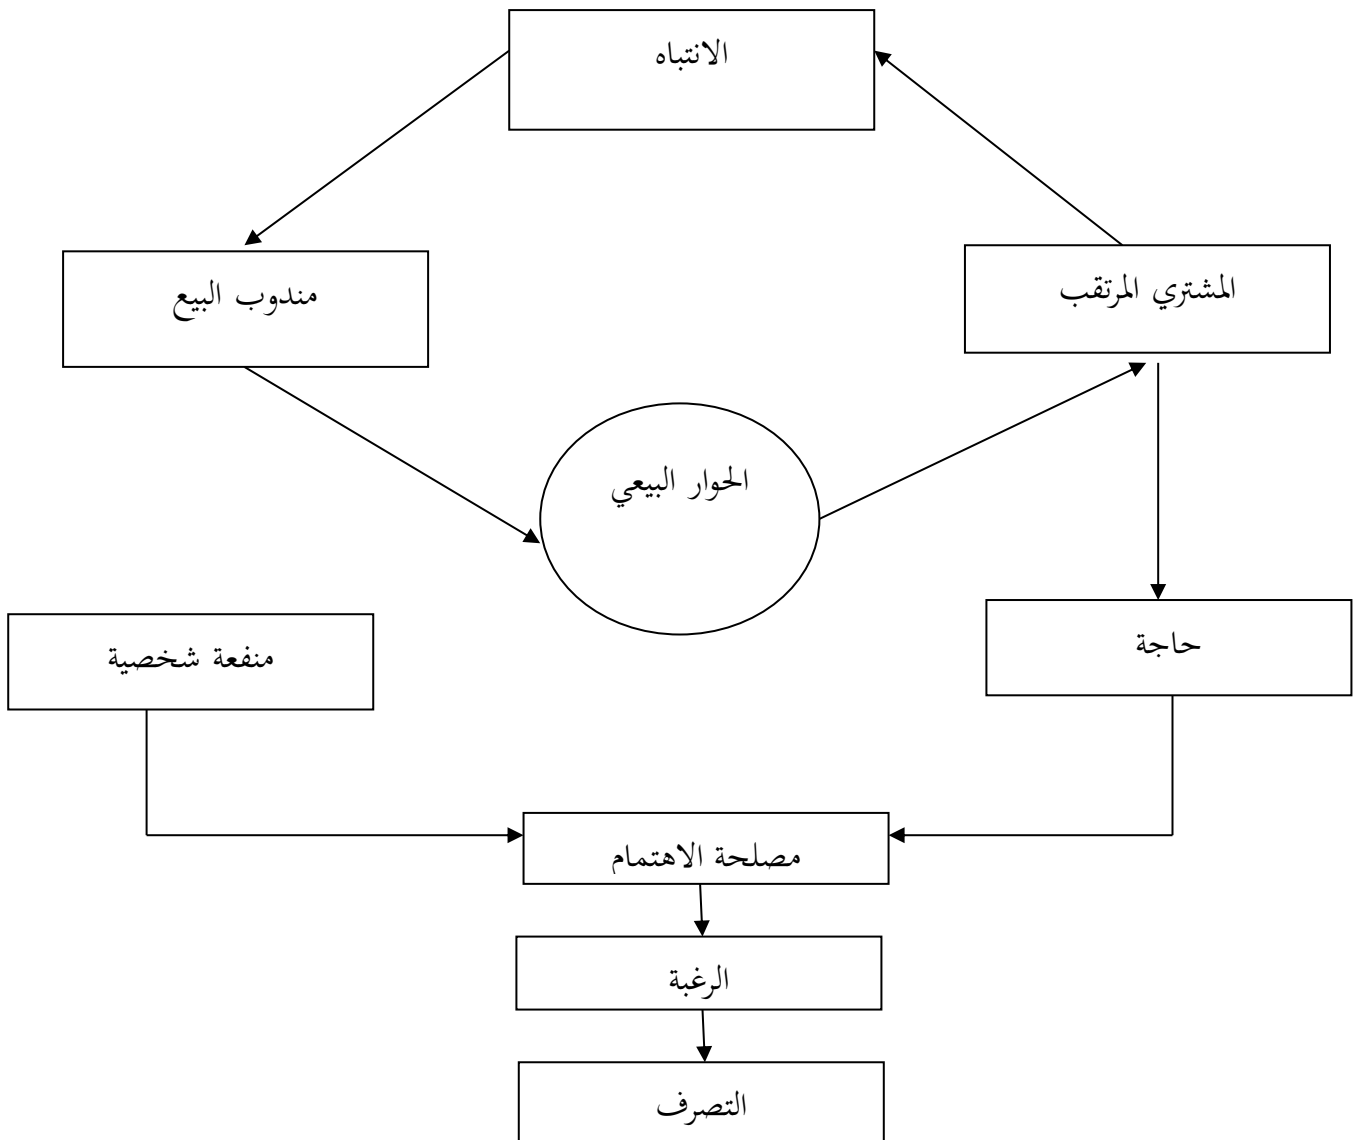 الانتباه
المشتري المرتقب
مندوب البيع
الحوار البيعي
حاجة
منفعة شخصية
مصلحة الاهتمام
الرغبة
التصرف